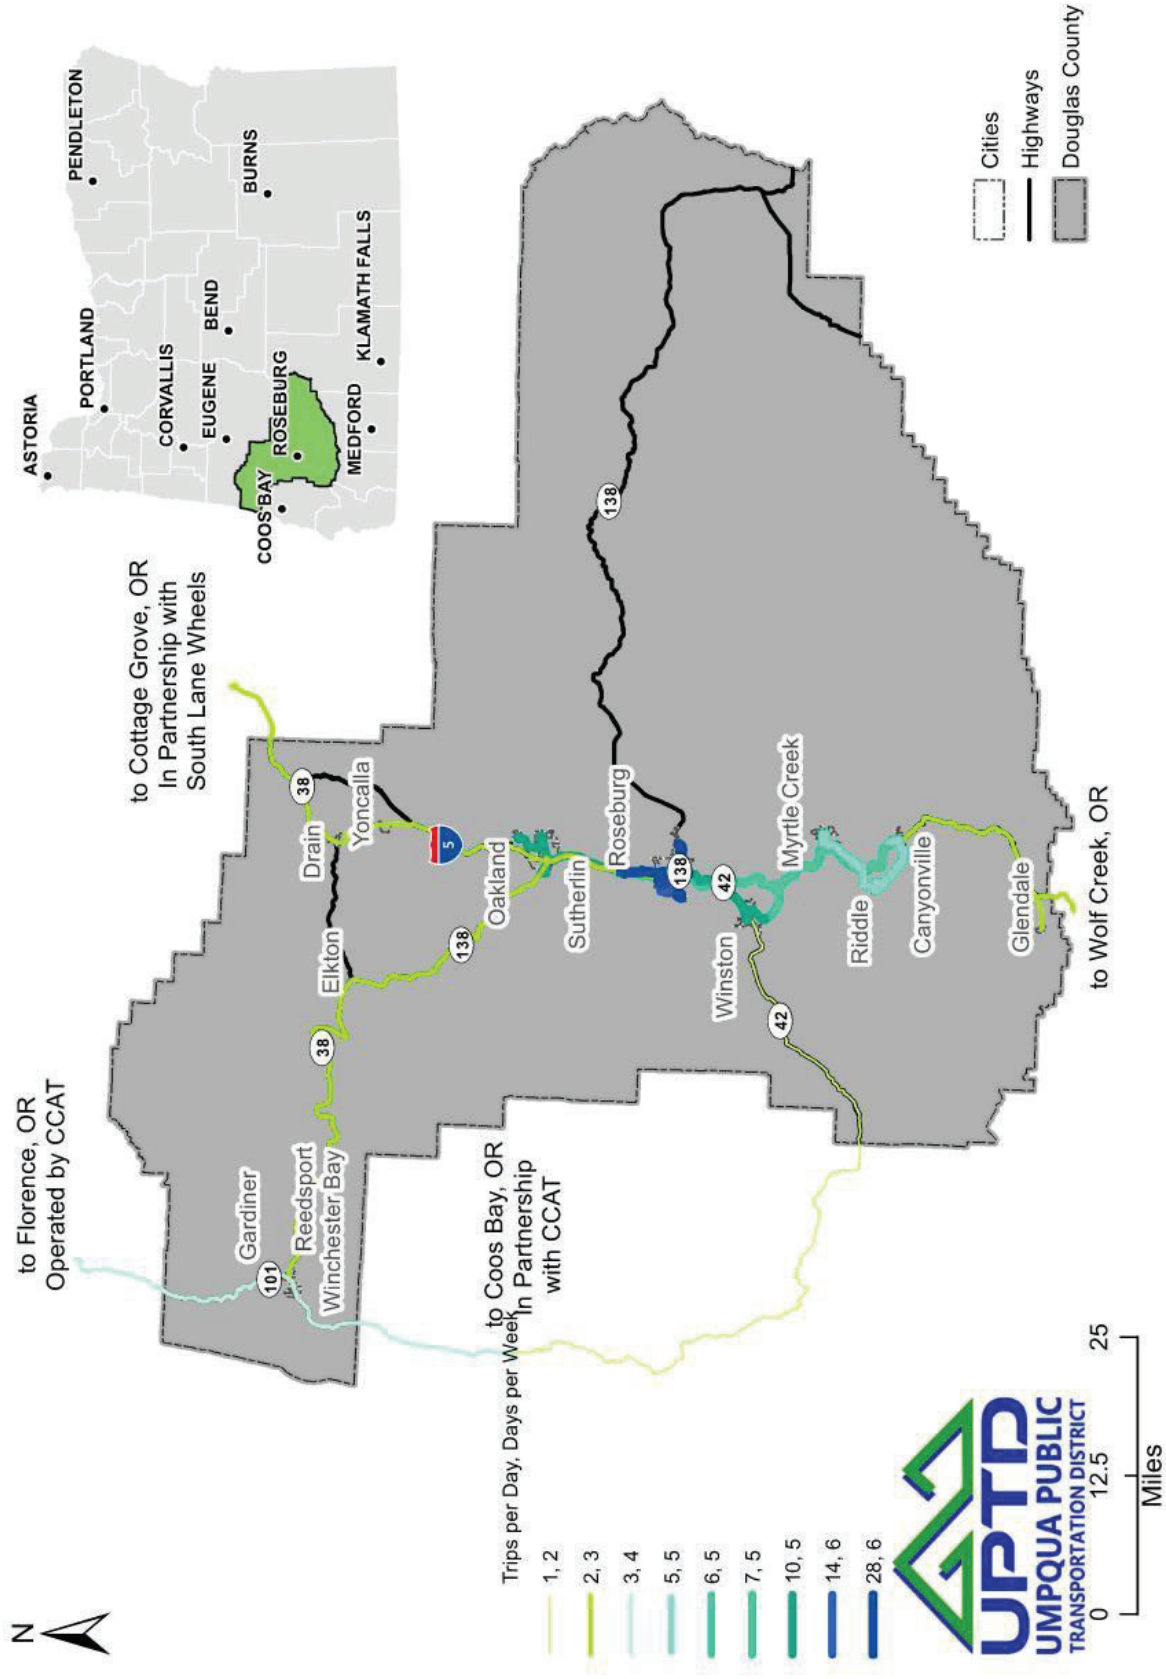 N
to Florence, OR
Operated by CCAT
to Cottage Grove, OR
In Partnership with
South Lane Wheels
ASTORIA
PORTLAND
PENDLETON
CORVALLIS
EUGENE
BEND
BURNS
COOS BAY
ROSEBURG
MEDFORD
KLAMATH FALLS
Gardiner
101
Reedsport
Winchester Bay
38
Elkton
Drain
38
Yoncalla
5
138
Oakland
Sutherlin
Roseburg
138
138
42
Winston
42
Myrtle Creek
Riddle
Canyonville
Glendale
to Wolf Creek, OR
to Coos Bay, OR
In Partnership
with CCAT
Trips per Day, Days per Week
1, 2
2, 3
3, 4
5, 5
6, 5
7, 5
10, 5
14, 6
28, 6
UPTD
UMPQUA PUBLIC
TRANSPORTATION DISTRICT
0 12.5 25
Miles
Cities
Highways
Douglas County